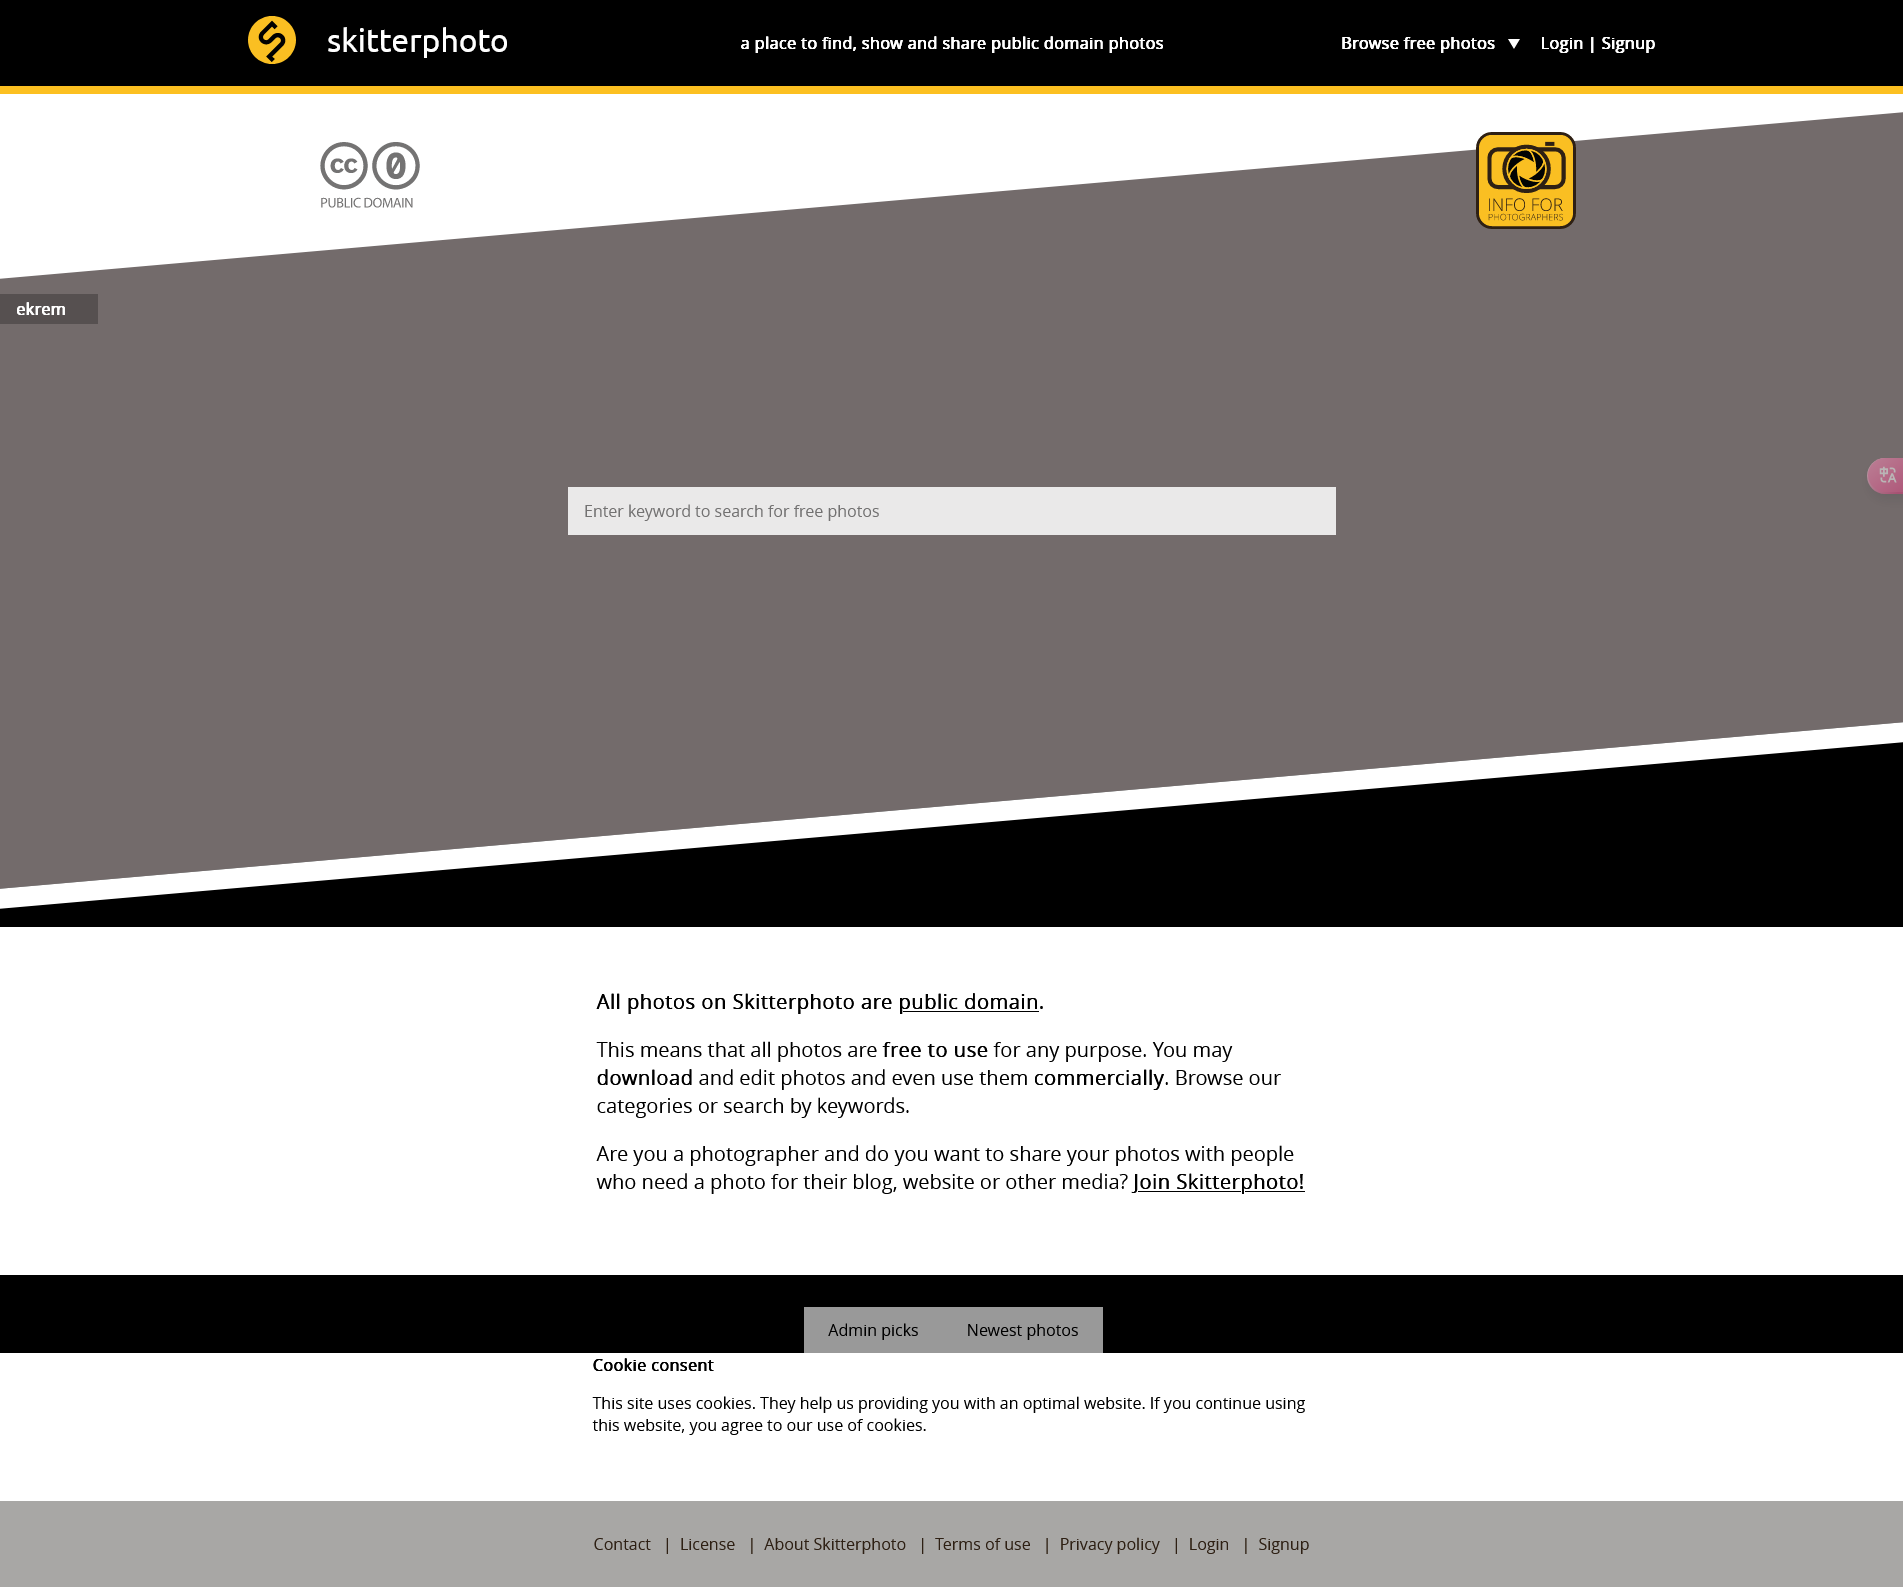 skitterphoto
a place to find, show and share public domain photos
Browse free photos ▼ Login | Signup
cc 0
PUBLIC DOMAIN
INFO FOR
PHOTOGRAPHERS
ekrem
中A
Enter keyword to search for free photos
All photos on Skitterphoto are public domain.
This means that all photos are free to use for any purpose. You may
download and edit photos and even use them commercially. Browse our
categories or search by keywords.
Are you a photographer and do you want to share your photos with people
who need a photo for their blog, website or other media? Join Skitterphoto!
Admin picks Newest photos
Cookie consent
This site uses cookies. They help us providing you with an optimal website. If you continue using
this website, you agree to our use of cookies.
Contact | License | About Skitterphoto | Terms of use | Privacy policy | Login | Signup